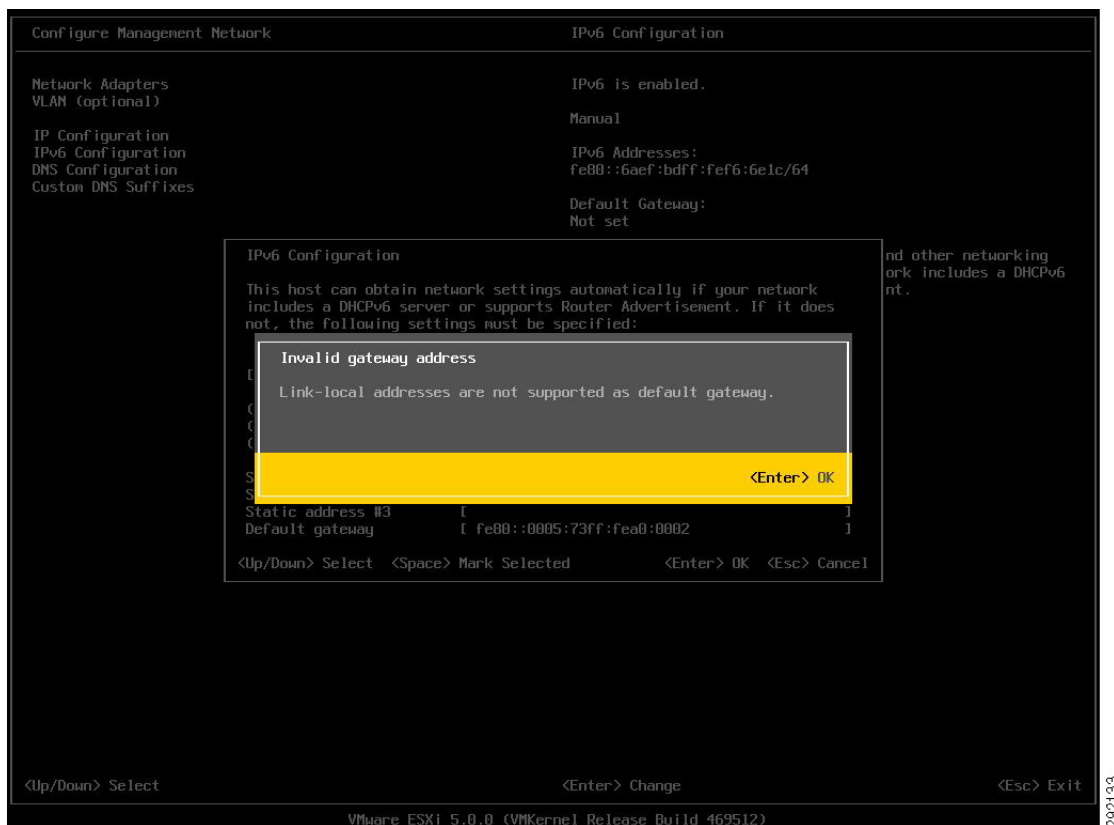 Configure Management Network
IPv6 Configuration
Network Adapters
VLAN (optional)
IP Configuration
IPv6 Configuration
DNS Configuration
Custom DNS Suffixes
IPv6 is enabled.
Manual
IPv6 Addresses:
fe80::6aef:bdff:fef6:6e1c/64
Default Gateway:
Not set
nd other networking
ork includes a DHCPv6
nt.
IPv6 Configuration
This host can obtain network settings automatically if your network
includes a DHCPv6 server or supports Router Advertisement. If it does
not, the following settings must be specified:
[
(
(
(
S
S
Invalid gateway address
Link-local addresses are not supported as default gateway.
<Enter> OK
Static address #3 [ ]
Default gateway [ fe80::0005:73ff:fea0:0002 ]
<Up/Down> Select <Space> Mark Selected <Enter> OK <Esc> Cancel
<Up/Down> Select <Enter> Change <Esc> Exit
VMware ESXi 5.0.0 (VMKernel Release Build 469512)
292133